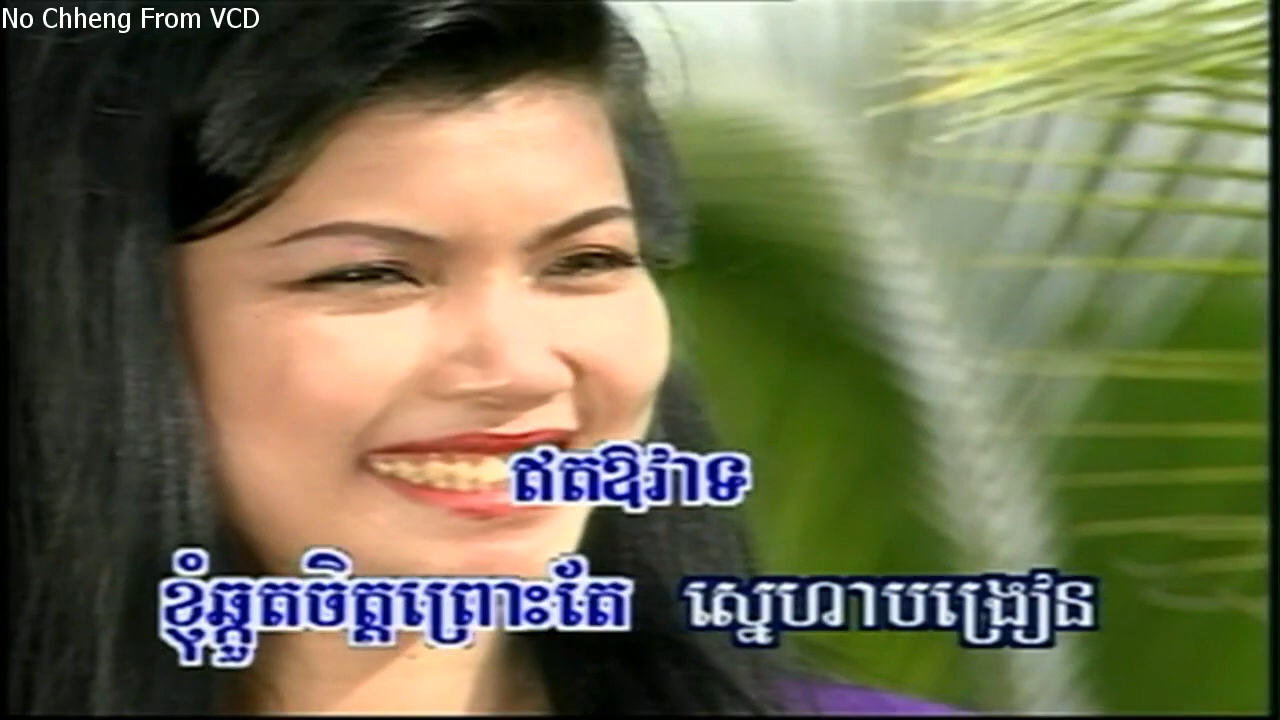 No Chheng From VCD
ឥតឱវ៉ាទ
ខ្ញុំឆ្កួតចិត្តព្រោះតែ ស្នេហាបង្រៀន